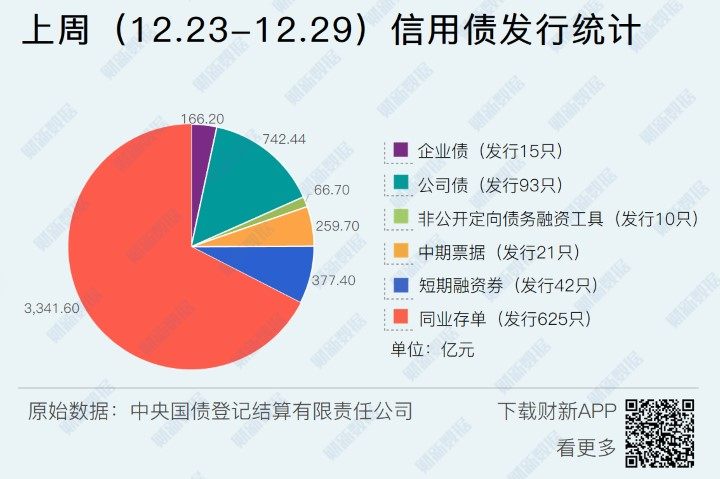 上周（12.23-12.29）信用债发行统计
166.20
742.44
66.70
259.70
377.40
3,341.60
企业债（发行15只）
公司债（发行93只）
非公开定向债务融资工具（发行10只）
中期票据（发行21只）
短期融资券（发行42只）
同业存单（发行625只）
单位：亿元
原始数据：中央国债登记结算有限责任公司
下载财新APP
看更多